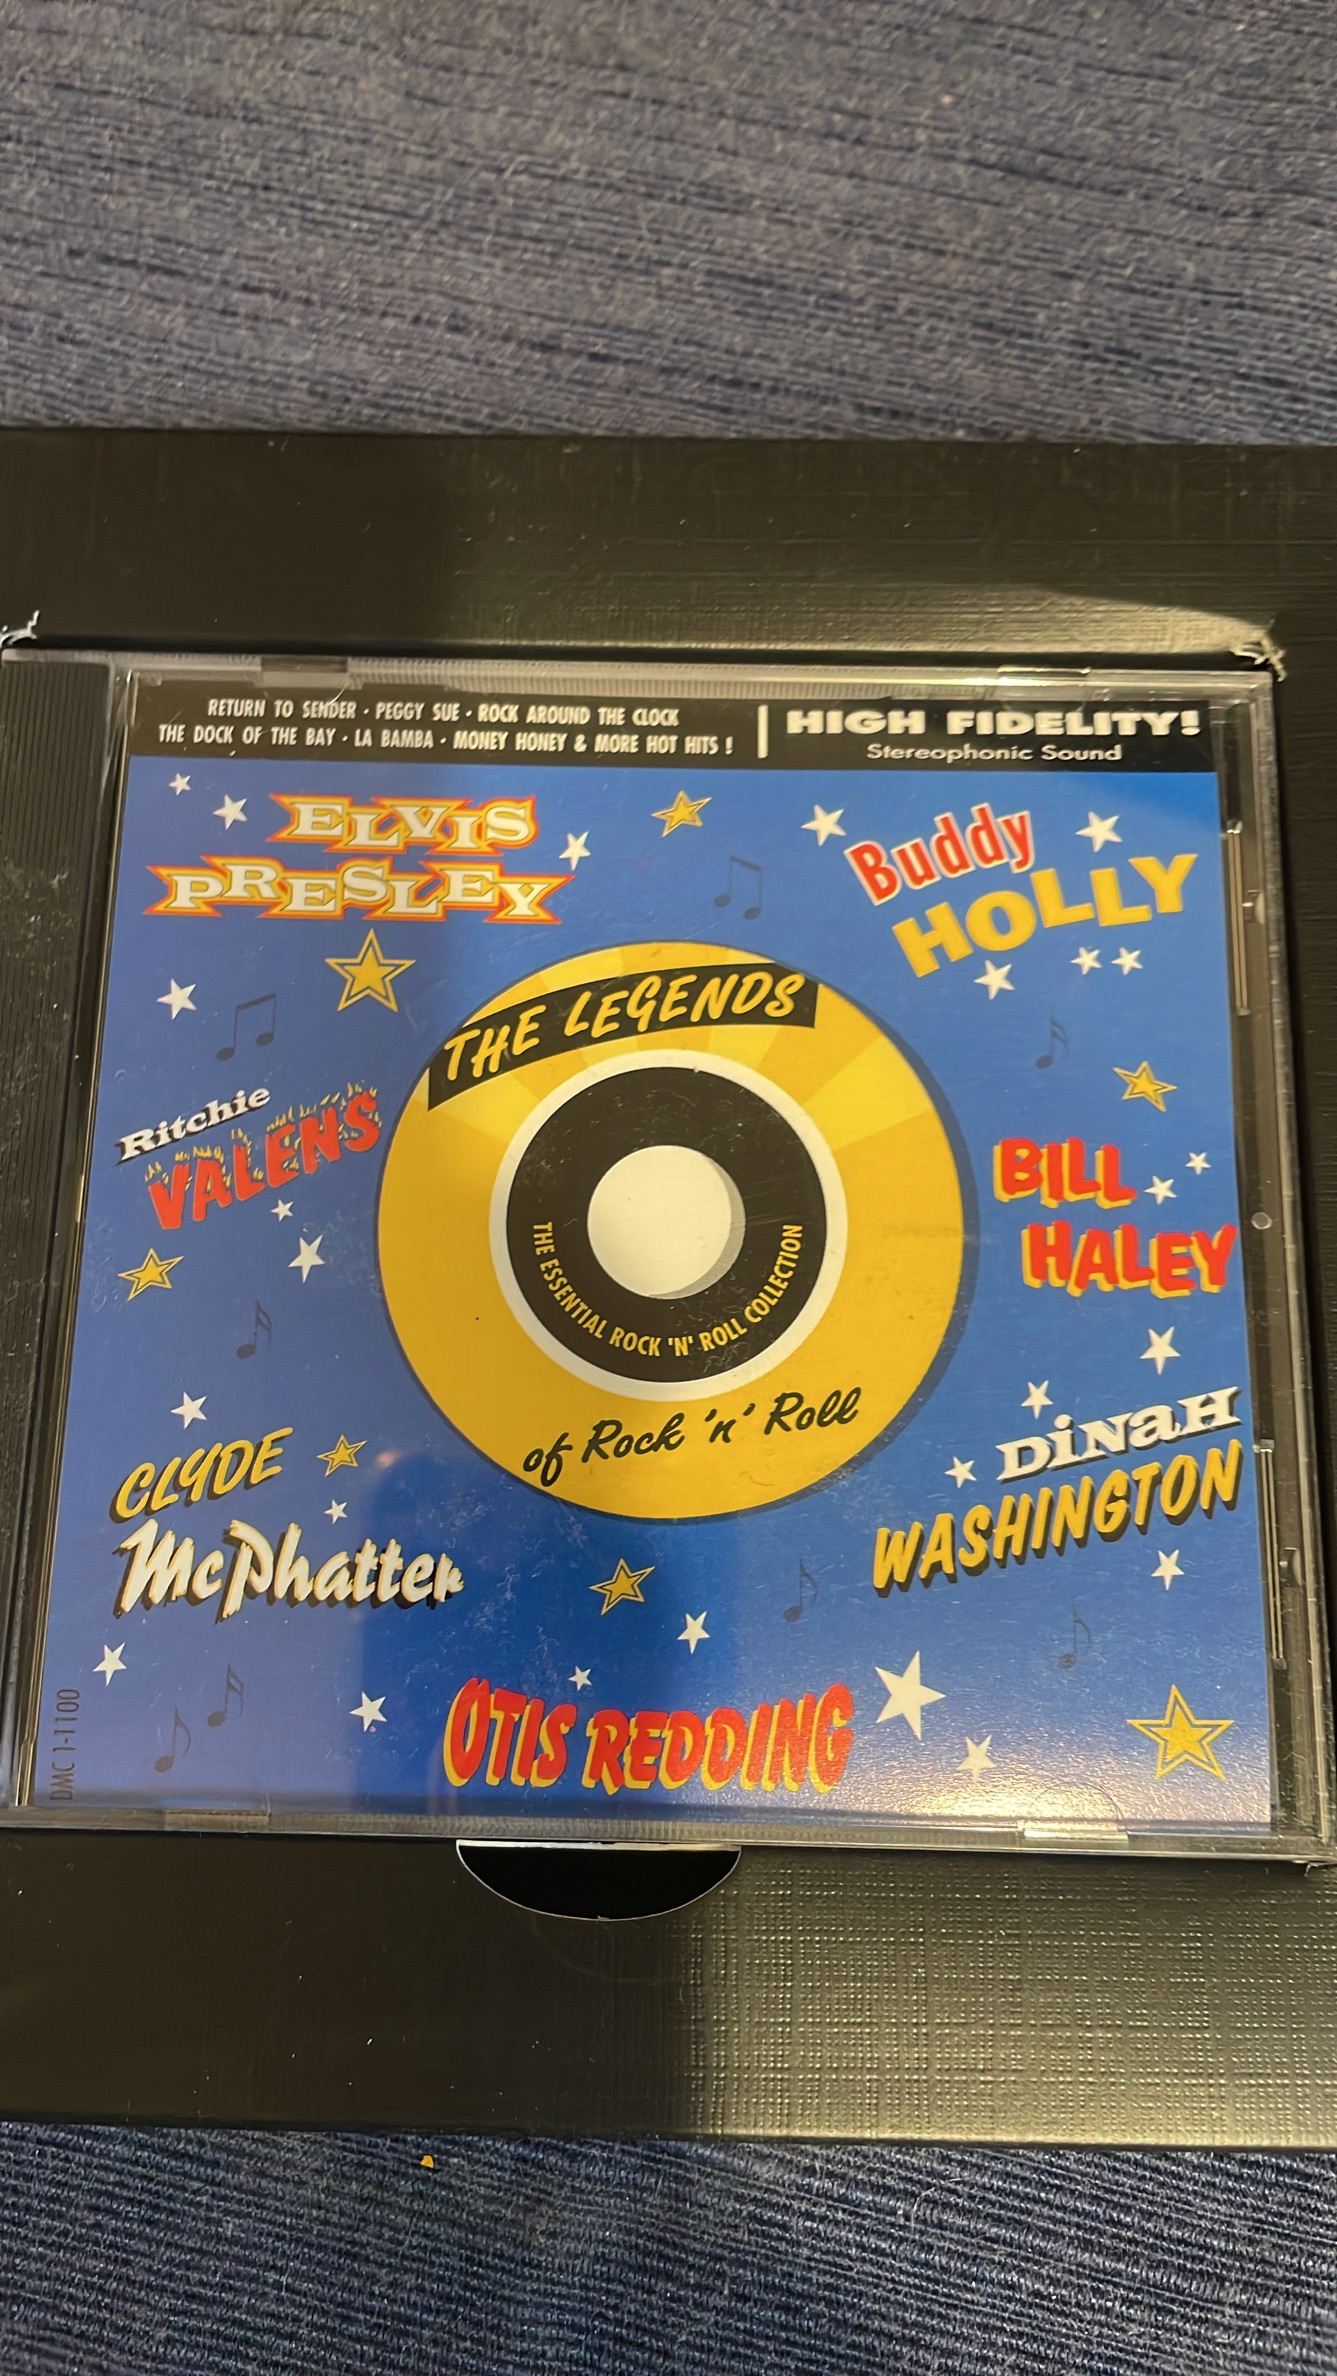 RETURN TO SENDER · PEGGY SUE · ROCK AROUND THE CLOCK
THE DOCK OF THE BAY · LA BAMBA · MONEY HONEY & MORE HOT HITS !
HIGH FIDELITY!
Stereophonic Sound
ELVIS
PRESLEY
Buddy
HOLLY
THE LEGENDS
Ritchie
VALENS
BILL
HALEY
THE ESSENTIAL ROCK 'N' ROLL COLLECTION
of Rock 'n' Roll
CLYDE
McPhatter
DiNaH
WASHINGTON
OTIS REDDING
DMC 1-1100